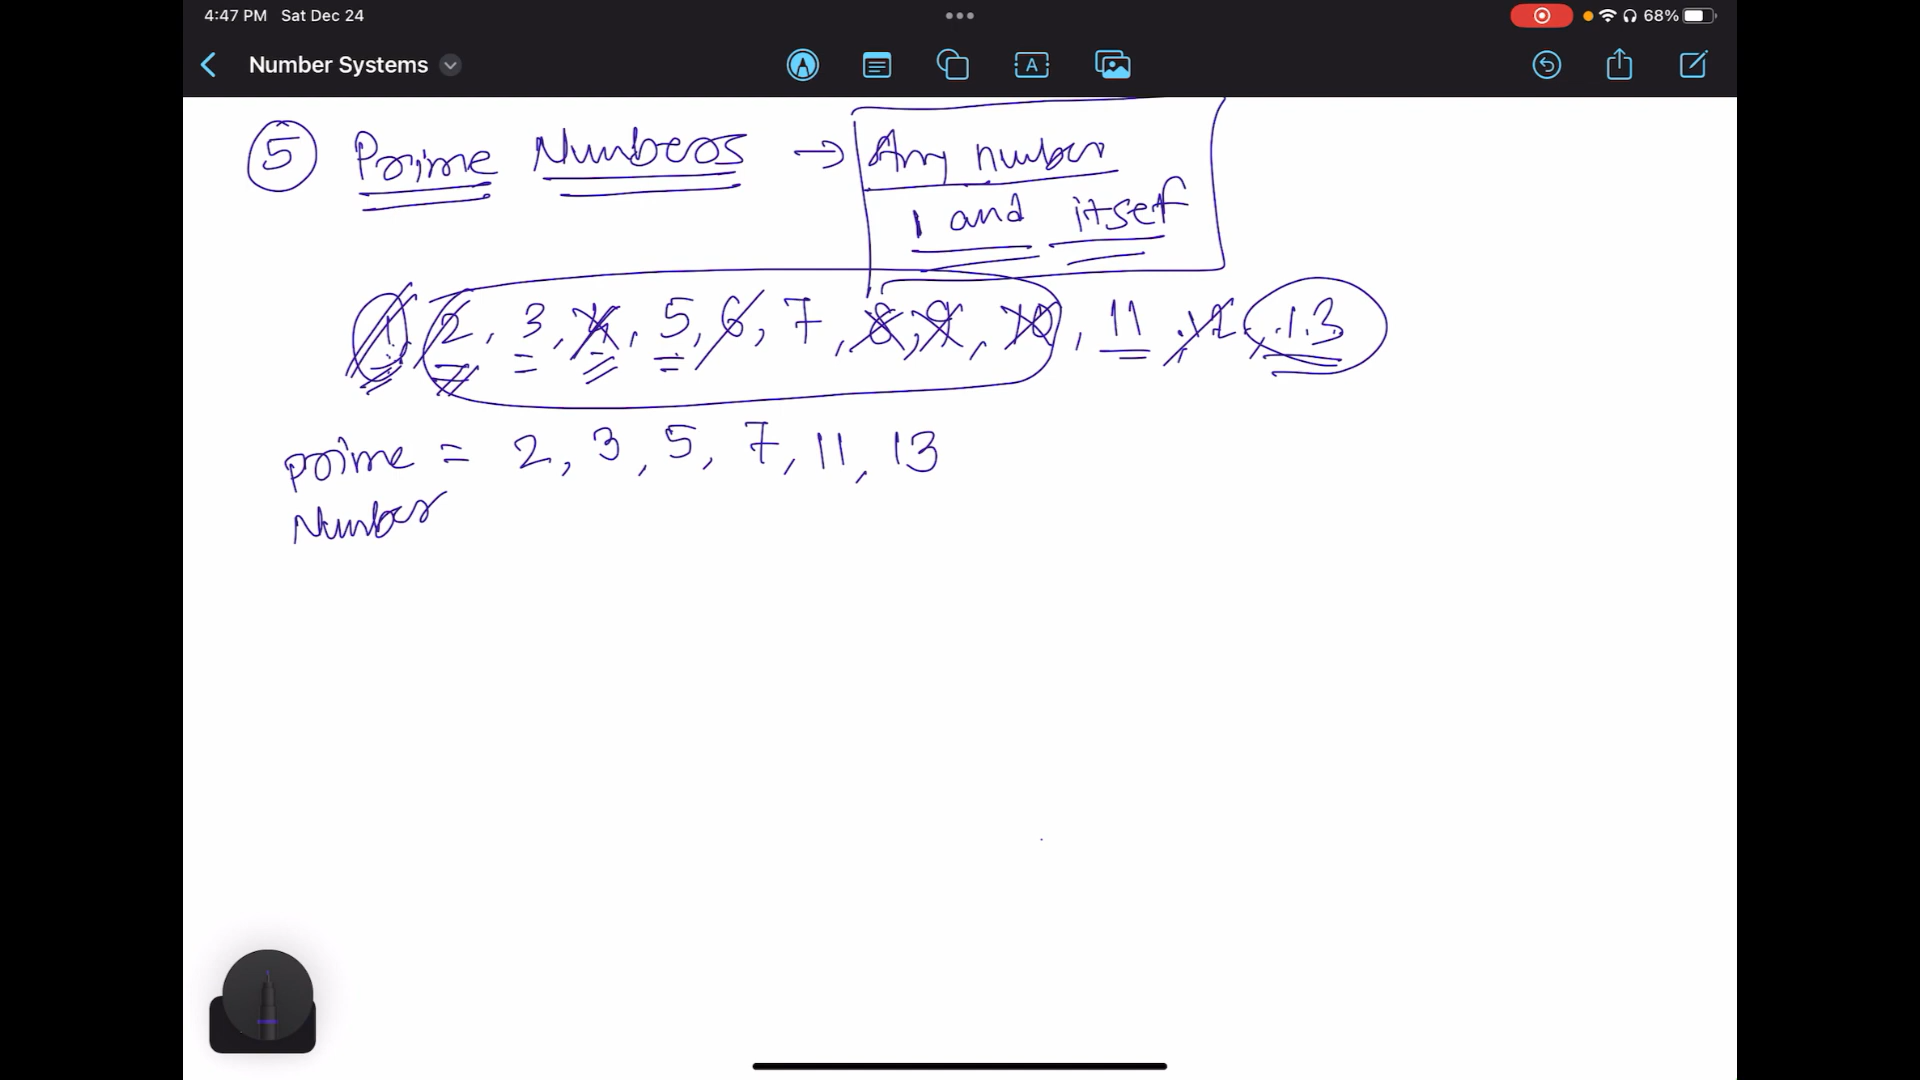 4:47 PM Sat Dec 24
68%
Number Systems
A
5 Prime Numbers → Any number
1 and itsef
1, 2, 3, 4, 5, 6, 7, 8, 9, 10, 11, 12, 13
prime = 2, 3, 5, 7, 11, 13
Number